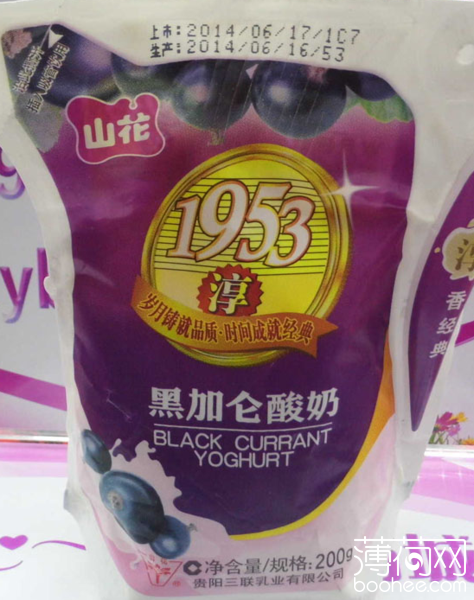 上市: 2014/06/17/1C7
生产: 2014/06/16/53
山花
1953
淳
岁月铸就品质·时间成就经典
黑加仑酸奶
BLACK CURRANT
YOGHURT
净含量/规格: 200g
贵阳三联乳业有限公司
香经典
薄荷网
boohee.com